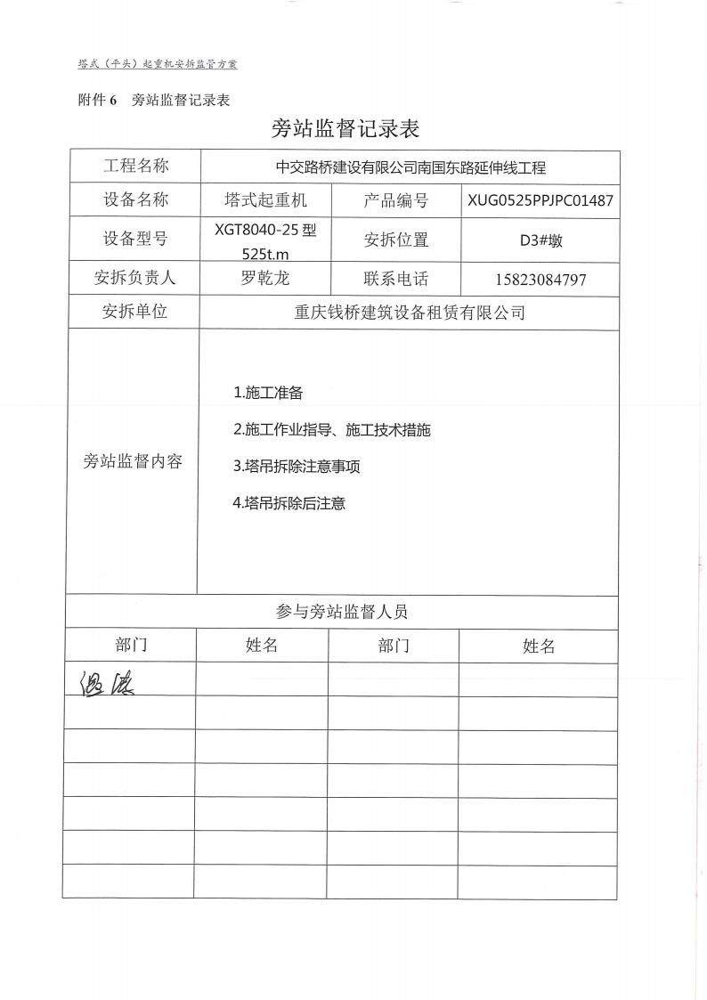 塔式（平头）起重机安拆监管方案
附件 6 旁站监督记录表
旁站监督记录表
工程名称 中交路桥建设有限公司南国东路延伸线工程
设备名称 塔式起重机 产品编号 XUG0525PPJPC01487
设备型号 XGT8040-25 型 525t.m 安拆位置 D3#墩
安拆负责人 罗乾龙 联系电话 15823084797
安拆单位 重庆钱桥建筑设备租赁有限公司
旁站监督内容
1.施工准备
2.施工作业指导、施工技术措施
3.塔吊拆除注意事项
4.塔吊拆除后注意
参与旁站监督人员
部门 姓名 部门 姓名